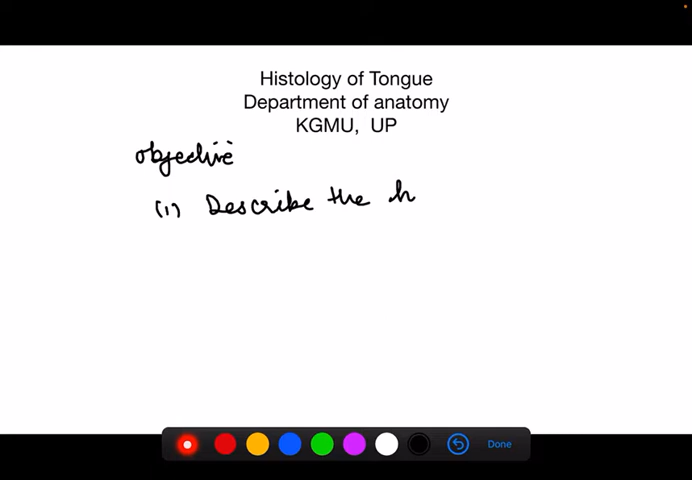 Histology of Tongue
Department of anatomy
KGMU, UP
objective
(1) Describe the h
Done